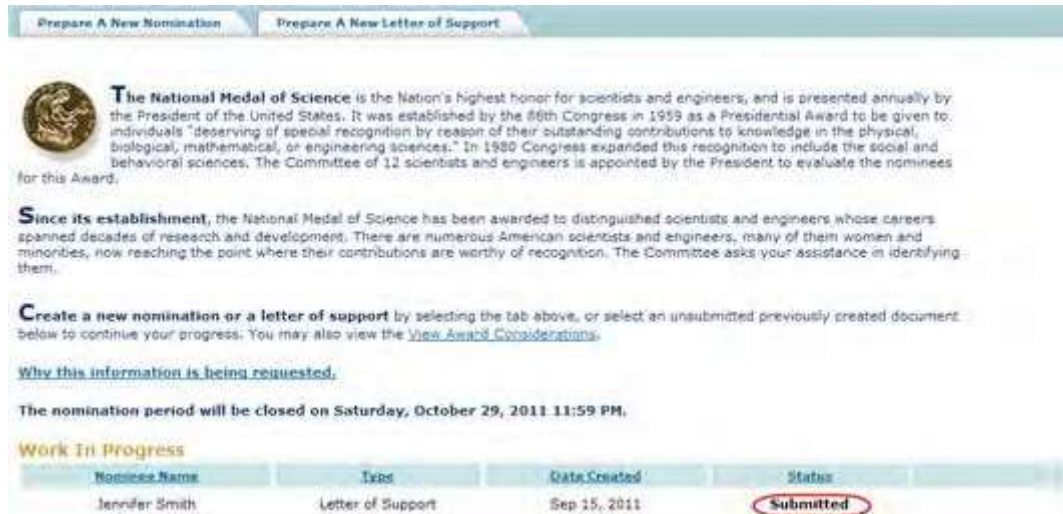 Prepare A New Nomination Prepare A New Letter of Support
The National Medal of Science is the Nation's highest honor for scientists and engineers, and is presented annually by
the President of the United States. It was established by the 86th Congress in 1959 as a Presidential Award to be given to
individuals "deserving of special recognition by reason of their outstanding contributions to knowledge in the physical,
biological, mathematical, or engineering sciences." In 1980 Congress expanded this recognition to include the social and
behavioral sciences. The Committee of 12 scientists and engineers is appointed by the President to evaluate the nominees
for this Award.
Since its establishment, the National Medal of Science has been awarded to distinguished scientists and engineers whose careers
spanned decades of research and development. There are numerous American scientists and engineers, many of them women and
minorities, now reaching the point where their contributions are worthy of recognition. The Committee asks your assistance in identifying
them.
Create a new nomination or a letter of support by selecting the tab above, or select an unsubmitted previously created document
below to continue your progress. You may also view the View Award Considerations.
Why this information is being requested.
The nomination period will be closed on Saturday, October 29, 2011 11:59 PM.
Work In Progress
Nominee Name Type Date Created Status
Jennifer Smith Letter of Support Sep 15, 2011 Submitted